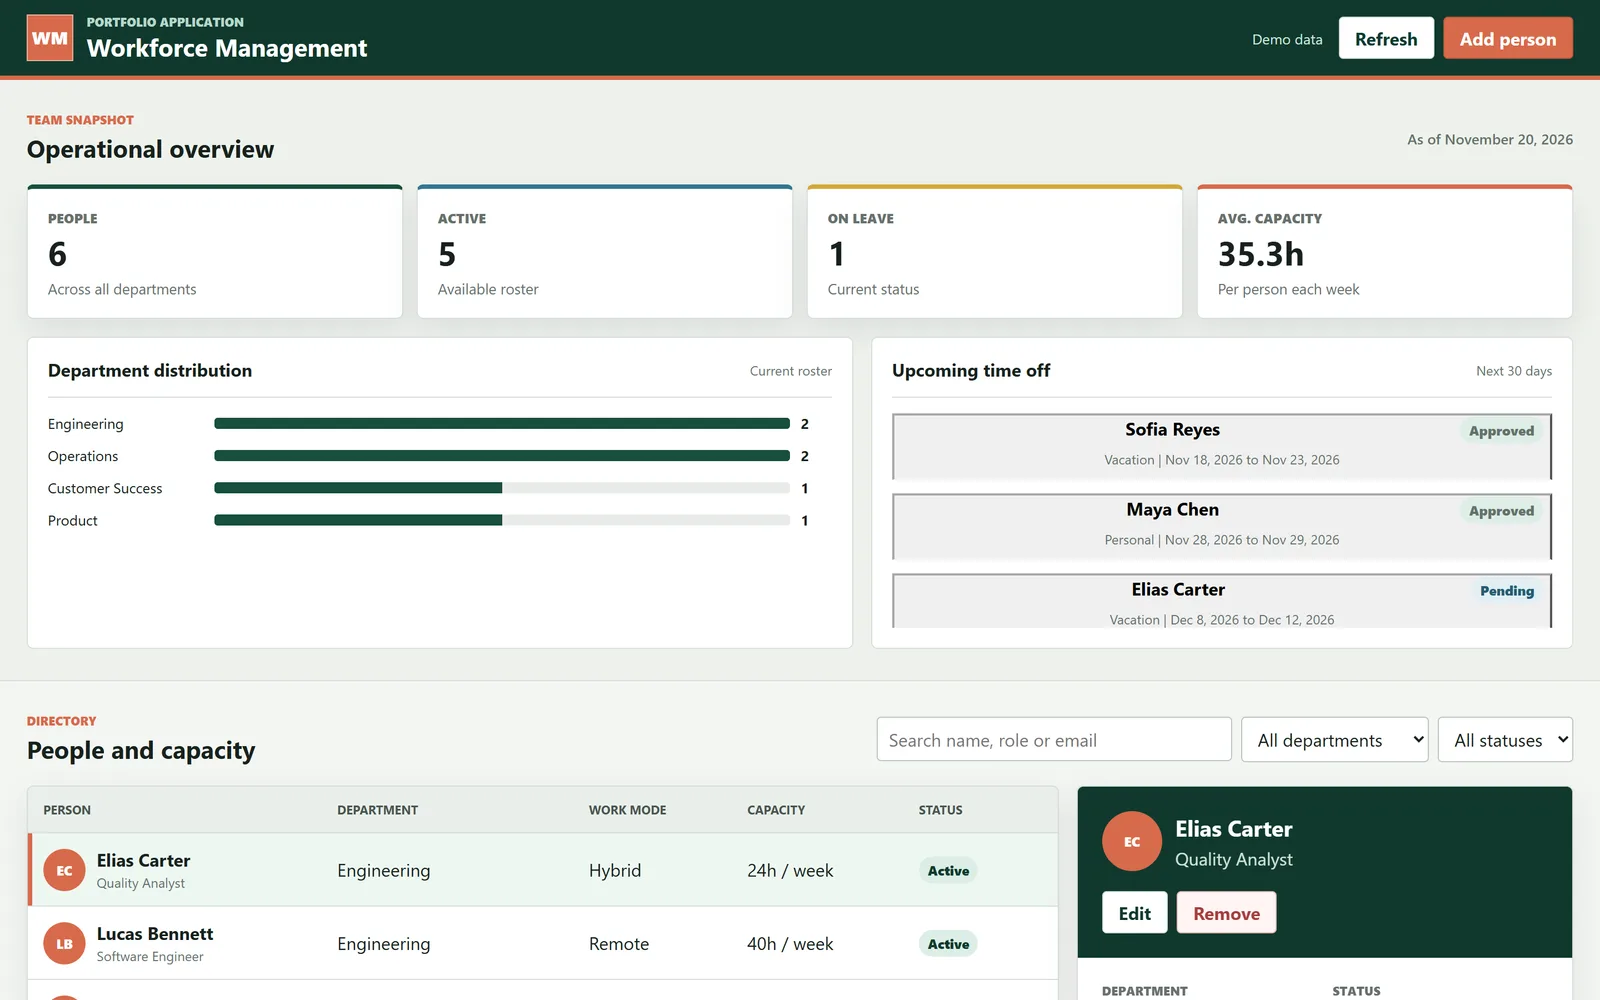 WM
PORTFOLIO APPLICATION
Workforce Management
Demo data
Refresh
Add person
TEAM SNAPSHOT
Operational overview
As of November 20, 2026
PEOPLE
6
Across all departments
ACTIVE
5
Available roster
ON LEAVE
1
Current status
AVG. CAPACITY
35.3h
Per person each week
Department distribution
Current roster
Engineering 2
Operations 2
Customer Success 1
Product 1
Upcoming time off
Next 30 days
Sofia Reyes
Approved
Vacation | Nov 18, 2026 to Nov 23, 2026
Maya Chen
Approved
Personal | Nov 28, 2026 to Nov 29, 2026
Elias Carter
Pending
Vacation | Dec 8, 2026 to Dec 12, 2026
DIRECTORY
People and capacity
Search name, role or email
All departments
All statuses
PERSON DEPARTMENT WORK MODE CAPACITY STATUS
EC
Elias Carter
Quality Analyst
Engineering
Hybrid
24h / week
Active
LB
Lucas Bennett
Software Engineer
Engineering
Remote
40h / week
Active
EC
Elias Carter
Quality Analyst
Edit
Remove
DEPARTMENT
STATUS